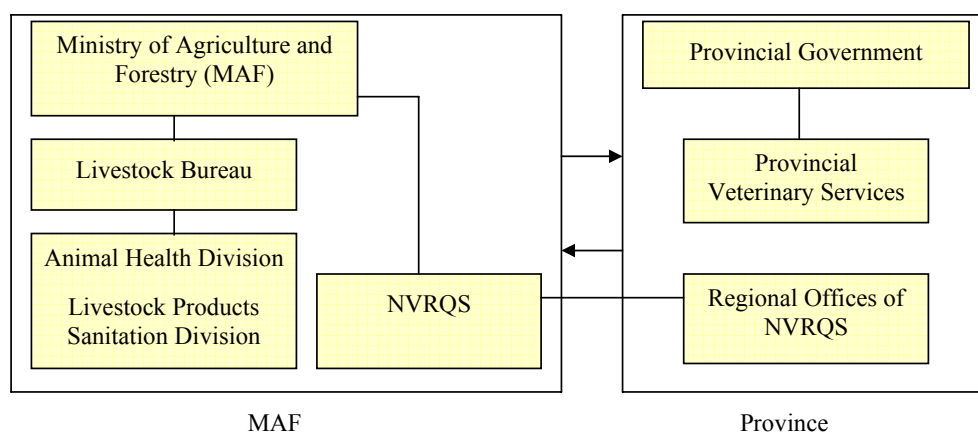 Ministry of Agriculture and
Forestry (MAF)
Livestock Bureau
Animal Health Division
Livestock Products
Sanitation Division
NVRQS
MAF
Provincial Government
Provincial
Veterinary Services
Regional Offices of
NVRQS
Province